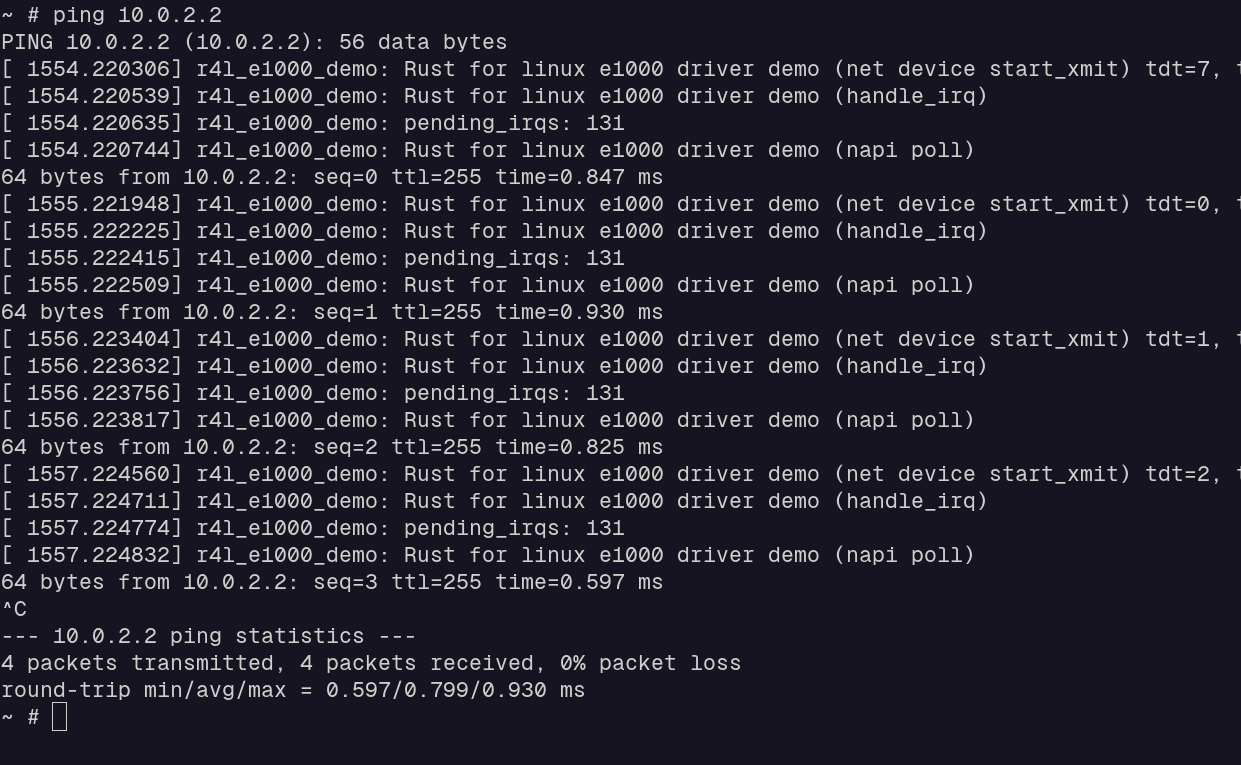 ~ # ping 10.0.2.2
PING 10.0.2.2 (10.0.2.2): 56 data bytes
[ 1554.220306] r4l_e1000_demo: Rust for linux e1000 driver demo (net device start_xmit) tdt=7,
[ 1554.220539] r4l_e1000_demo: Rust for linux e1000 driver demo (handle_irq)
[ 1554.220635] r4l_e1000_demo: pending_irqs: 131
[ 1554.220744] r4l_e1000_demo: Rust for linux e1000 driver demo (napi poll)
64 bytes from 10.0.2.2: seq=0 ttl=255 time=0.847 ms
[ 1555.221948] r4l_e1000_demo: Rust for linux e1000 driver demo (net device start_xmit) tdt=0,
[ 1555.222225] r4l_e1000_demo: Rust for linux e1000 driver demo (handle_irq)
[ 1555.222415] r4l_e1000_demo: pending_irqs: 131
[ 1555.222509] r4l_e1000_demo: Rust for linux e1000 driver demo (napi poll)
64 bytes from 10.0.2.2: seq=1 ttl=255 time=0.930 ms
[ 1556.223404] r4l_e1000_demo: Rust for linux e1000 driver demo (net device start_xmit) tdt=1,
[ 1556.223632] r4l_e1000_demo: Rust for linux e1000 driver demo (handle_irq)
[ 1556.223756] r4l_e1000_demo: pending_irqs: 131
[ 1556.223817] r4l_e1000_demo: Rust for linux e1000 driver demo (napi poll)
64 bytes from 10.0.2.2: seq=2 ttl=255 time=0.825 ms
[ 1557.224560] r4l_e1000_demo: Rust for linux e1000 driver demo (net device start_xmit) tdt=2,
[ 1557.224711] r4l_e1000_demo: Rust for linux e1000 driver demo (handle_irq)
[ 1557.224774] r4l_e1000_demo: pending_irqs: 131
[ 1557.224832] r4l_e1000_demo: Rust for linux e1000 driver demo (napi poll)
64 bytes from 10.0.2.2: seq=3 ttl=255 time=0.597 ms
^C
--- 10.0.2.2 ping statistics ---
4 packets transmitted, 4 packets received, 0% packet loss
round-trip min/avg/max = 0.597/0.799/0.930 ms
~ #